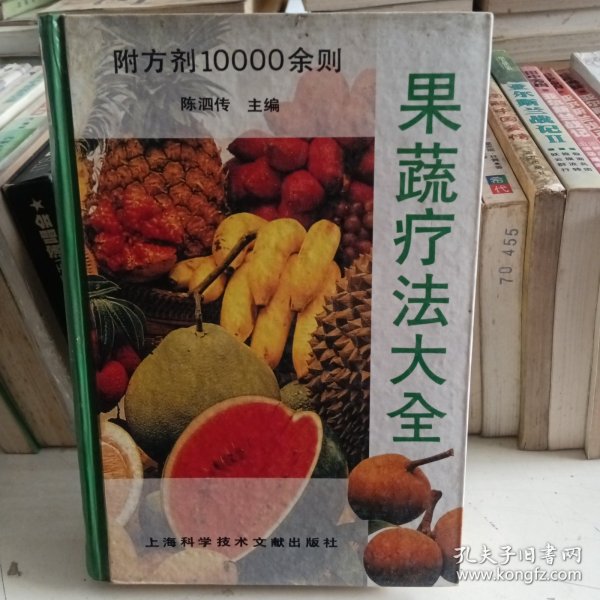 附方剂10000余则
陈泗传 主编
果蔬疗法大全
上海科学技术文献出版社
70 455
孔夫子旧书网
www.kongfz.com